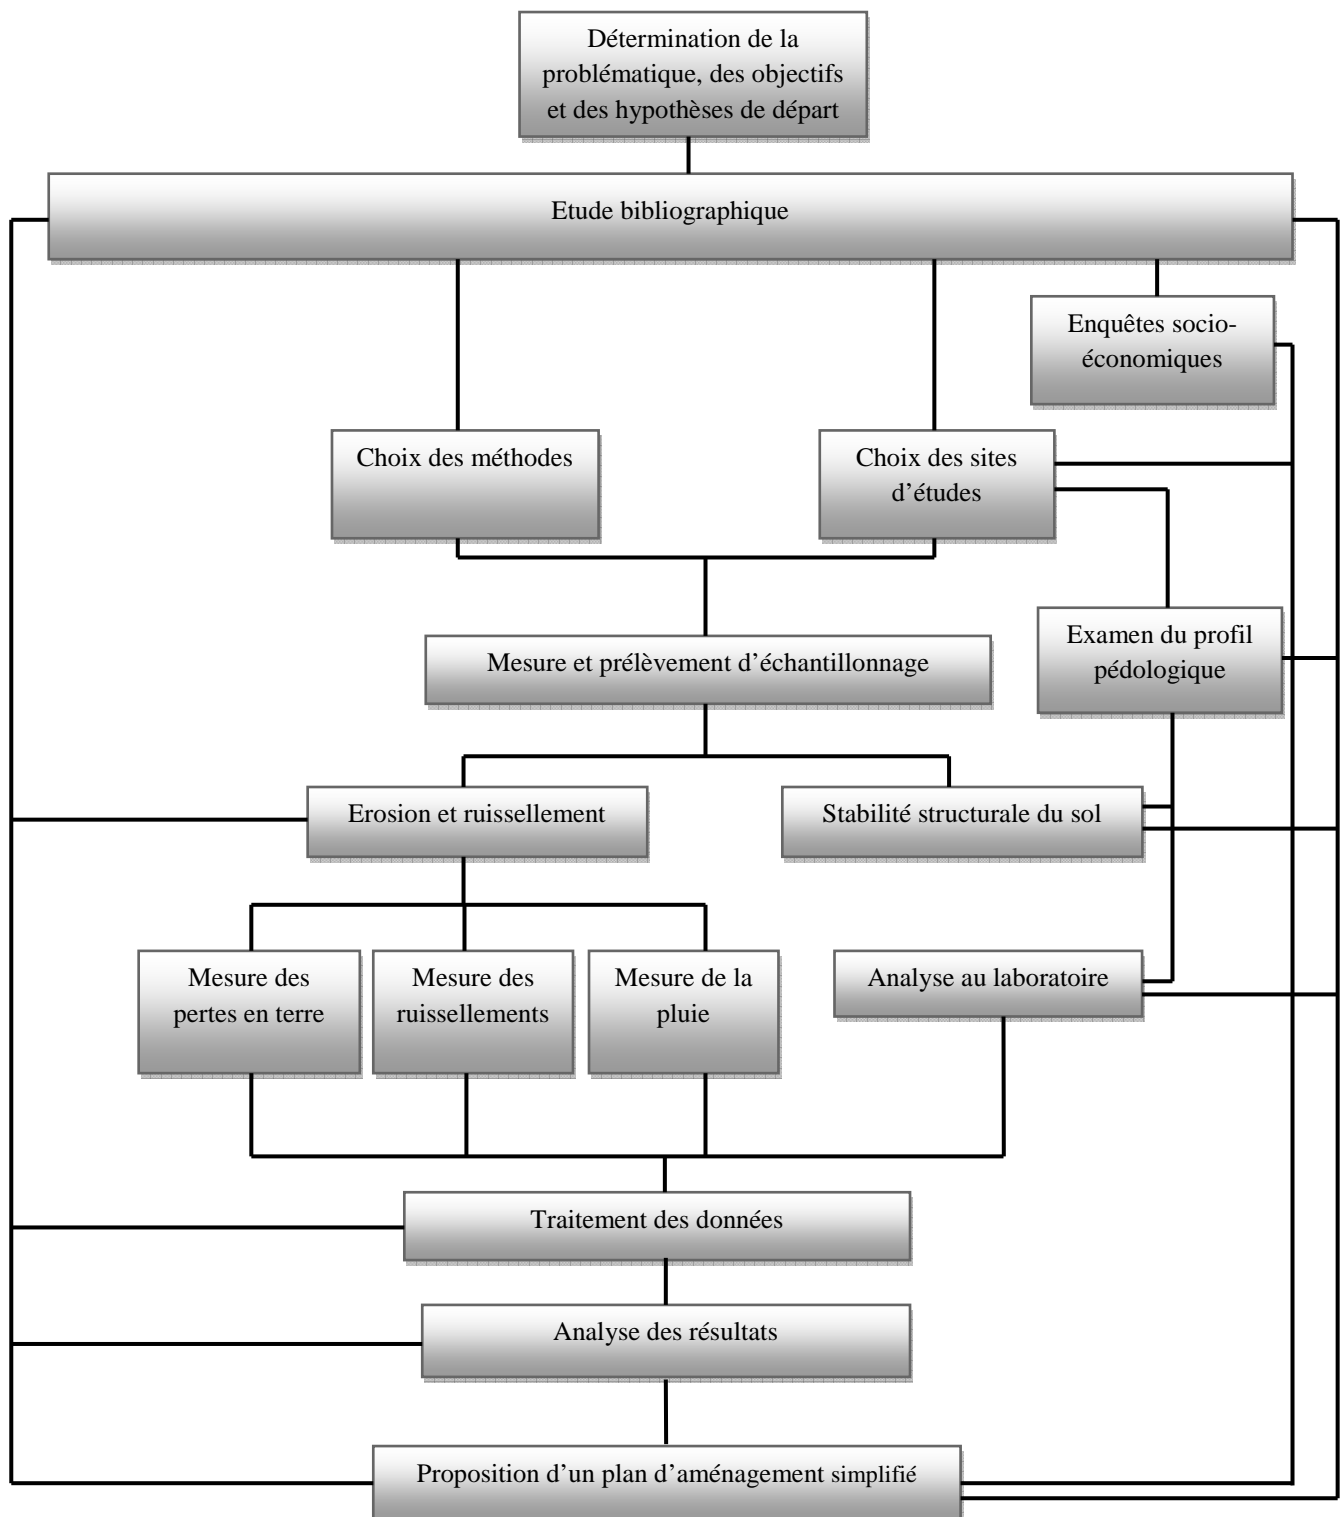 Détermination de la
problématique, des objectifs
et des hypothèses de départ
Etude bibliographique
Enquêtes socio-
économiques
Choix des méthodes
Choix des sites
d’études
Mesure et prélèvement d’échantillonnage
Examen du profil
pédologique
Erosion et ruissellement
Stabilité structurale du sol
Mesure des
pertes en terre
Mesure des
ruissellements
Mesure de la
pluie
Analyse au laboratoire
Traitement des données
Analyse des résultats
Proposition d’un plan d’aménagement simplifié